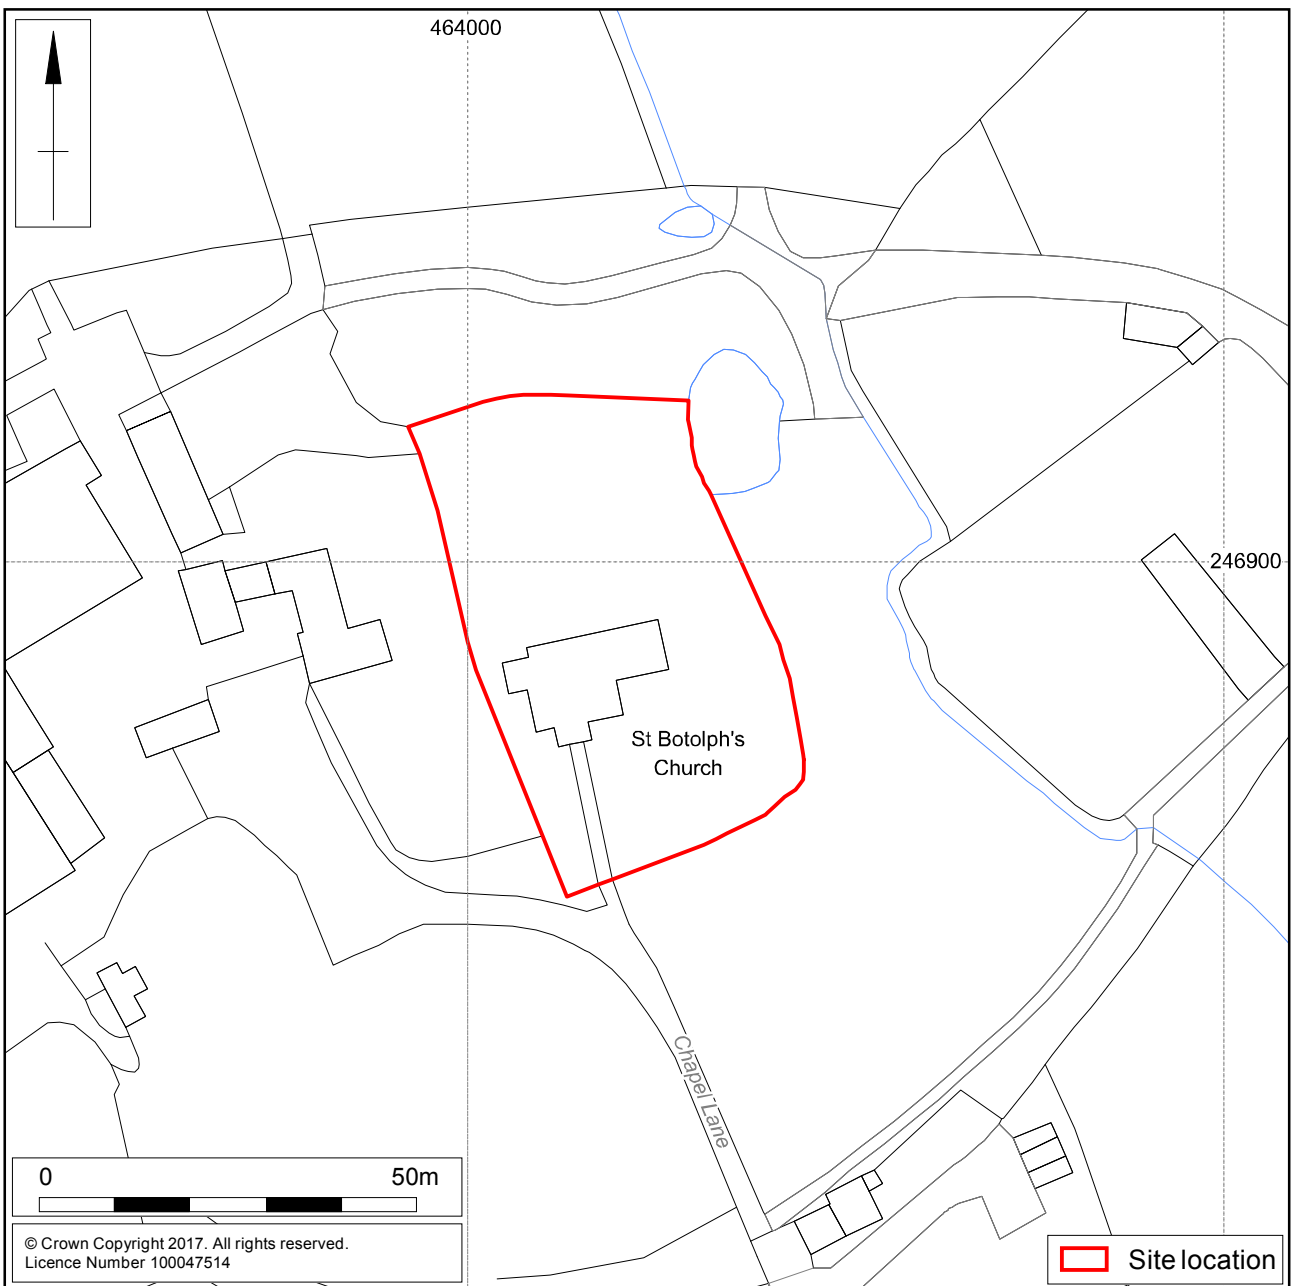 464000
246900
St Botolph's
Church
Chapel Lane
0 50m
© Crown Copyright 2017. All rights reserved.
Licence Number 100047514
Site location